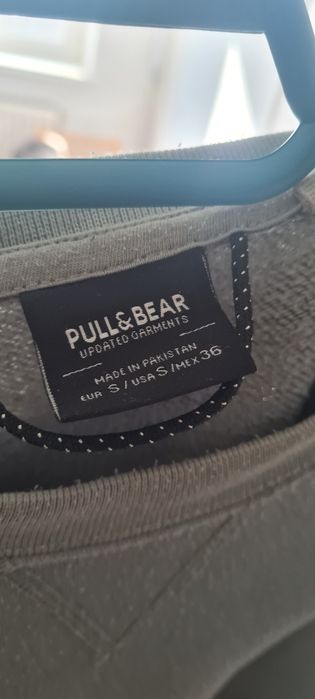 PULL&BEAR
UPDATED GARMENTS
MADE IN PAKISTAN
EUR S/USA S/MEX 36